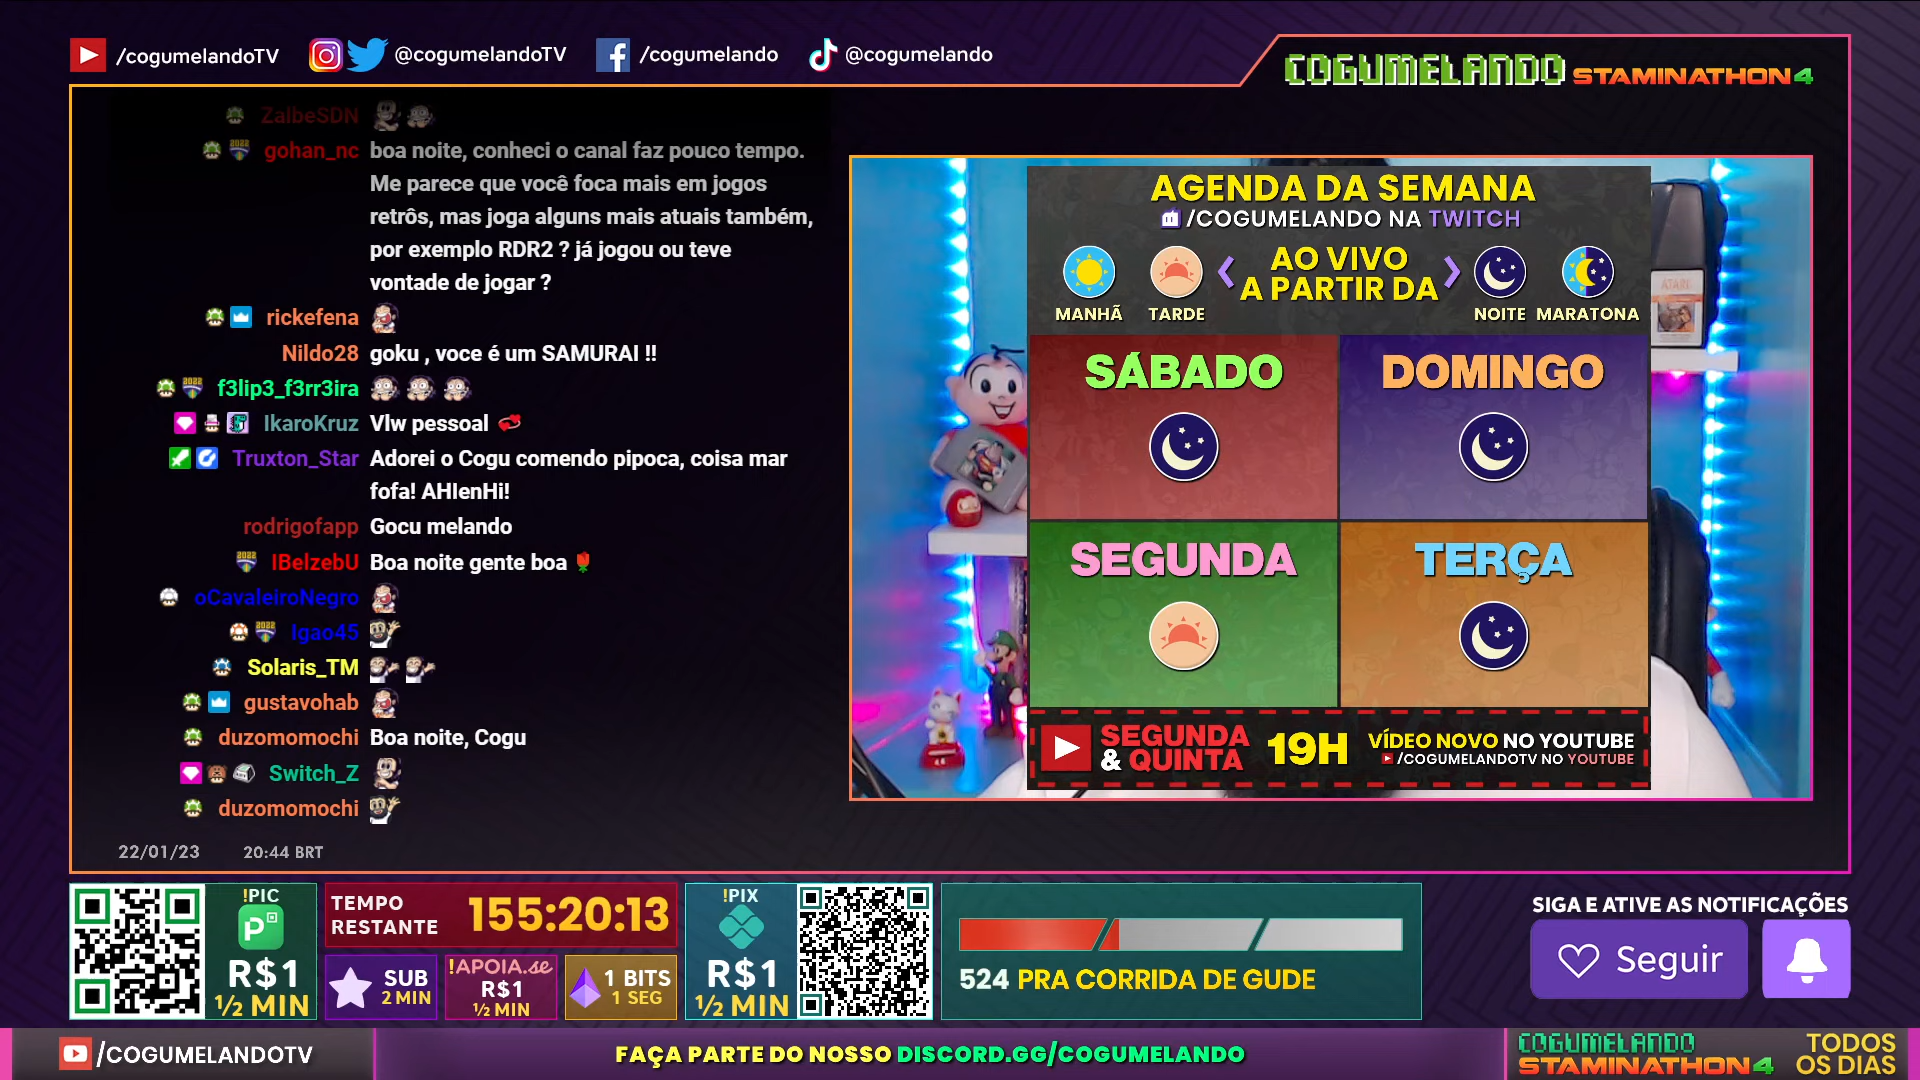 /cogumelandoTV
@cogumelandoTV
/cogumelando
@cogumelando
COGUMELANDO STAMINATHON 4
ZalbeSDN
gohan_nc boa noite, conheci o canal faz pouco tempo.
Me parece que você foca mais em jogos
retrôs, mas joga alguns mais atuais também,
por exemplo RDR2 ? já jogou ou teve
vontade de jogar ?
rickefena
Nildo28 goku , voce é um SAMURAI !!
f3lip3_f3rr3ira
IkaroKruz Vlw pessoal
Truxton_Star Adorei o Cogu comendo pipoca, coisa mar
fofa! AHIenHi!
rodrigofapp Gocu melando
IBelzebU Boa noite gente boa
oCavaleiroNegro
Igao45
Solaris_TM
gustavohab
duzomomochi Boa noite, Cogu
Switch_Z
duzomomochi
22/01/23 20:44 BRT
AGENDA DA SEMANA
/COGUMELANDO NA TWITCH
AO VIVO
A PARTIR DA
MANHÃ TARDE NOITE MARATONA
SÁBADO DOMINGO
SEGUNDA TERÇA
SEGUNDA
& QUINTA
19H
VÍDEO NOVO NO YOUTUBE
/COGUMELANDOTV NO YOUTUBE
ATARI
!PIC
R$1
½ MIN
TEMPO
RESTANTE
155:20:13
SUB
2 MIN
!APOIA.se
R$1
½ MIN
1 BITS
1 SEG
!PIX
R$1
½ MIN
524 PRA CORRIDA DE GUDE
SIGA E ATIVE AS NOTIFICAÇÕES
Seguir
/COGUMELANDOTV
FAÇA PARTE DO NOSSO DISCORD.GG/COGUMELANDO
COGUMELANDO
STAMINATHON 4
TODOS
OS DIAS